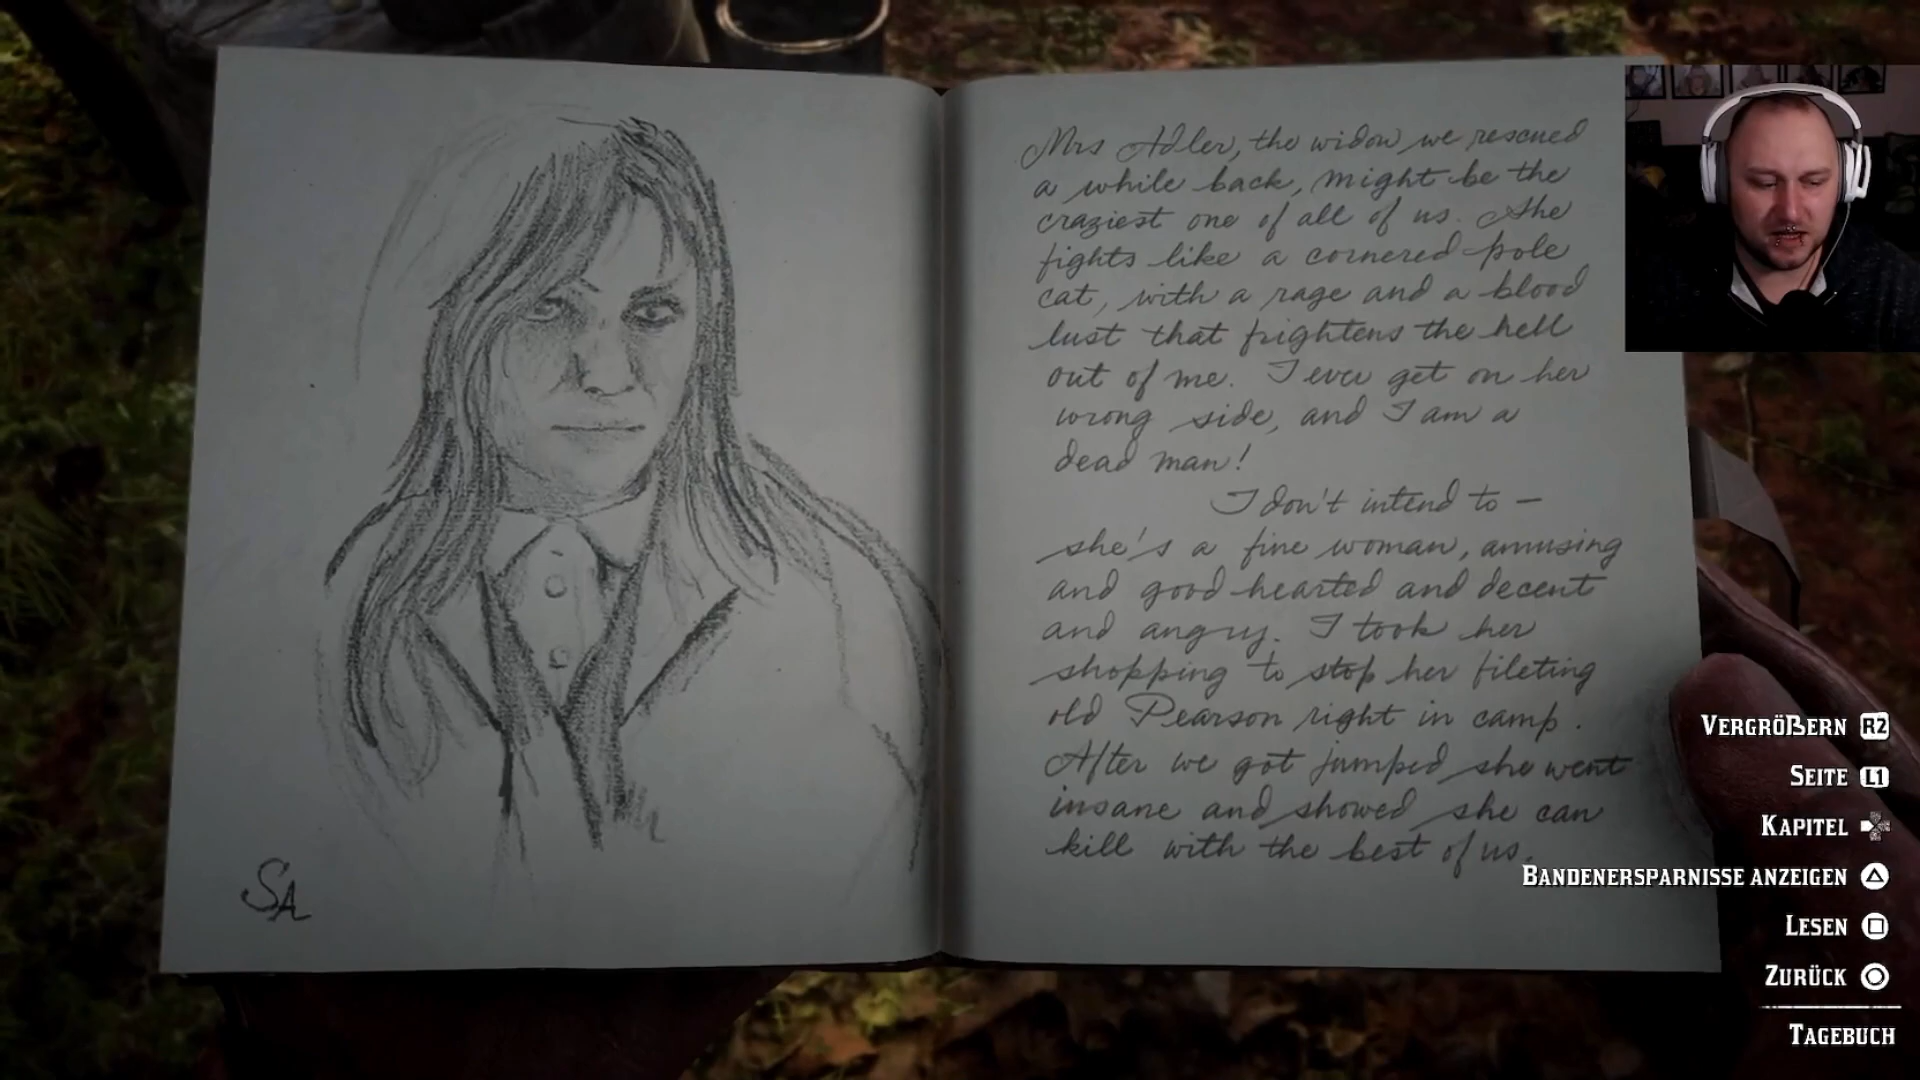 Mrs Adler, the widow we rescued
a while back, might be the
craziest one of all of us. She
fights like a cornered pole
cat, with a rage and a blood
lust that frightens the hell
out of me. I ever get on her
wrong side, and I am a
dead man!
I don't intend to -
she's a fine woman, amusing
and good hearted and decent
and angry. I took her
shopping to stop her fileting
old Pearson right in camp.
After we got jumped she went
insane and showed she can
kill with the best of us.
SA
VERGRÖẞERN R2
SEITE L1
KAPITEL
BANDENERSPARNISSE ANZEIGEN
LESEN
ZURÜCK
TAGEBUCH